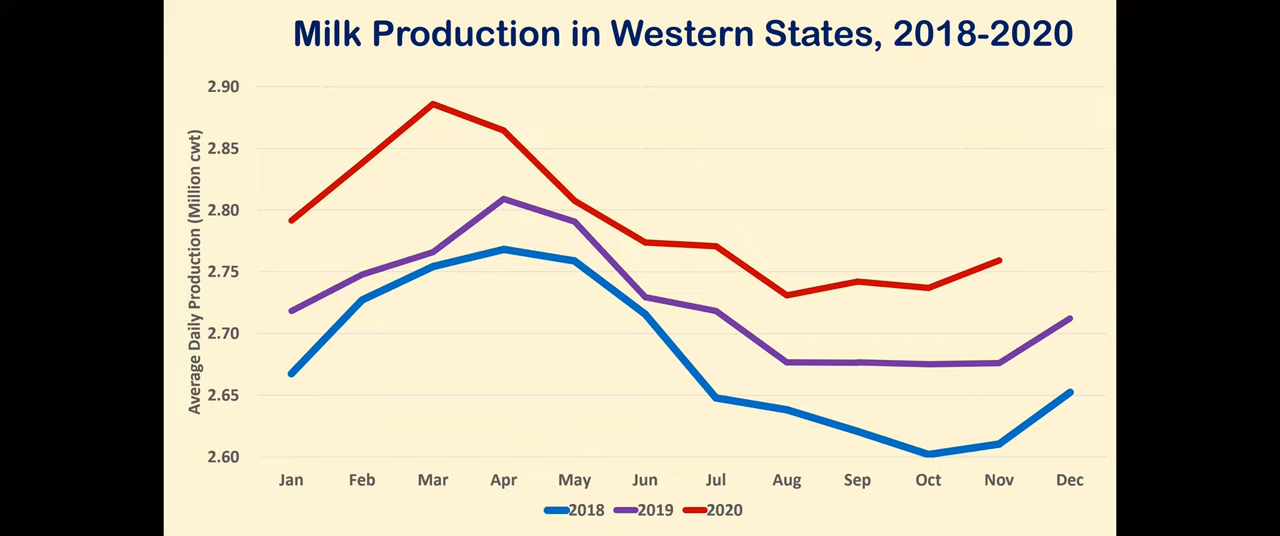 Milk Production in Western States, 2018-2020
Average Daily Production (Million cwt)
2.90
2.85
2.80
2.75
2.70
2.65
2.60
Jan Feb Mar Apr May Jun Jul Aug Sep Oct Nov Dec
2018 2019 2020